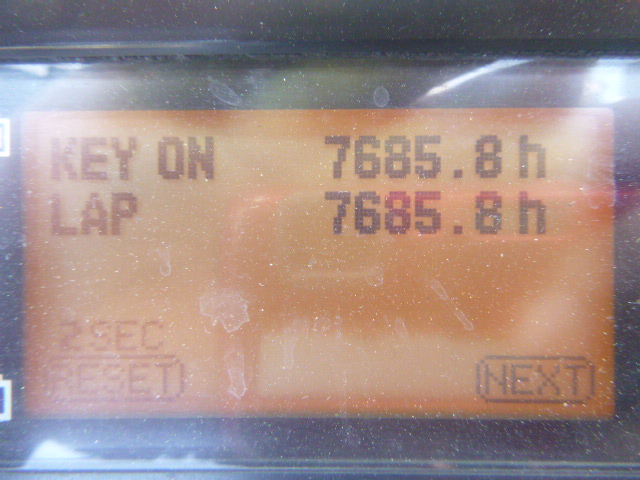 KEY ON 7685.8 h
LAP 7685.8 h
2SEC
RESET NEXT